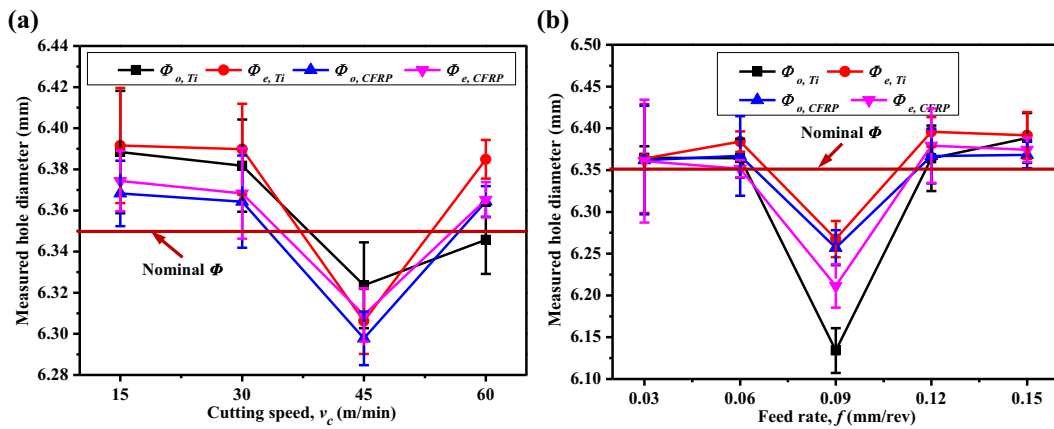 (a)
Measured hole diameter (mm)
6.44
6.42
6.40
6.38
6.36
6.34
6.32
6.30
6.28
Φo, Ti Φe, Ti Φo, CFRP Φe, CFRP
Nominal Φ
15 30 45 60
Cutting speed, vc (m/min)
(b)
Measured hole diameter (mm)
6.50
6.45
6.40
6.35
6.30
6.25
6.20
6.15
6.10
Φo, Ti Φe, Ti
Φo, CFRP Φe, CFRP
Nominal Φ
0.03 0.06 0.09 0.12 0.15
Feed rate, f (mm/rev)